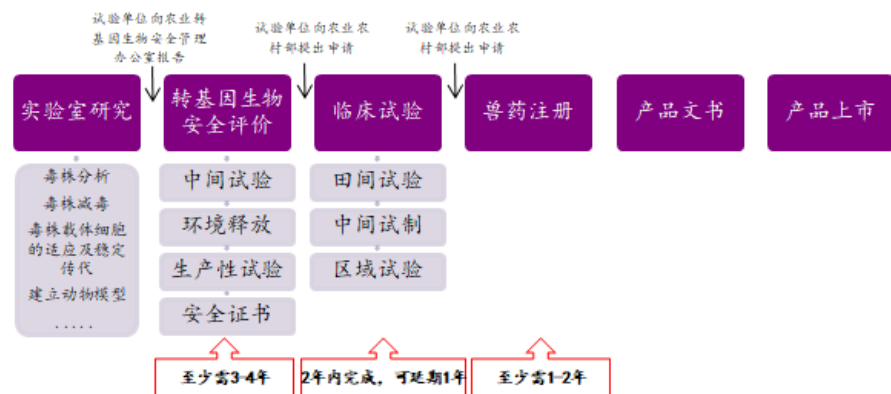 试验单位向农业转
基因生物安全管理
办公室报告
试验单位向农业农
村部提出申请
试验单位向农业农
村部提出申请
实验室研究
转基因生物
安全评价
临床试验
兽药注册
产品文书
产品上市
毒株分析
毒株减毒
毒株载体细胞
的适应及稳定
传代
建立动物模型
.....
中间试验
环境释放
生产性试验
安全证书
田间试验
中间试制
区域试验
至少需3-4年
2年内完成，可延期1年
至少需1-2年